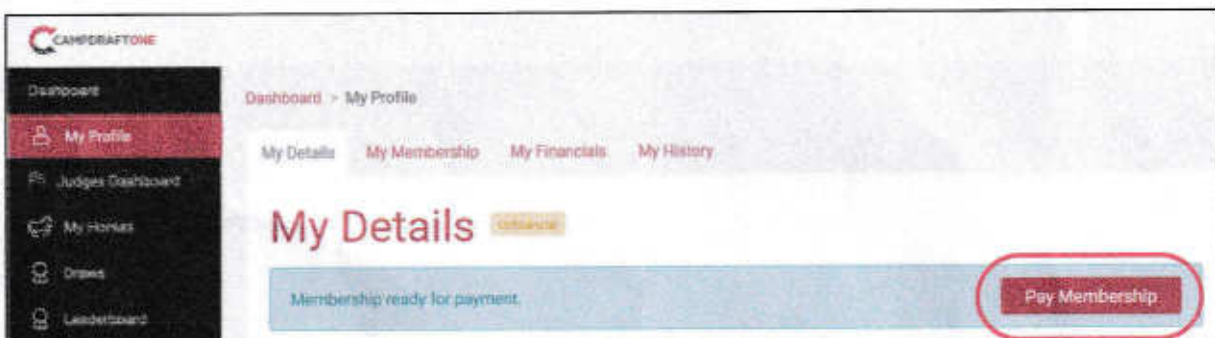 CAMPDRAFTONE
Dashboard
Dashboard > My Profile
My Profile
My Details My Membership My Financials My History
Judges Dashboard
My Horses
My Details Unfinancial
Draws
Membership ready for payment.
Pay Membership
Leaderboard